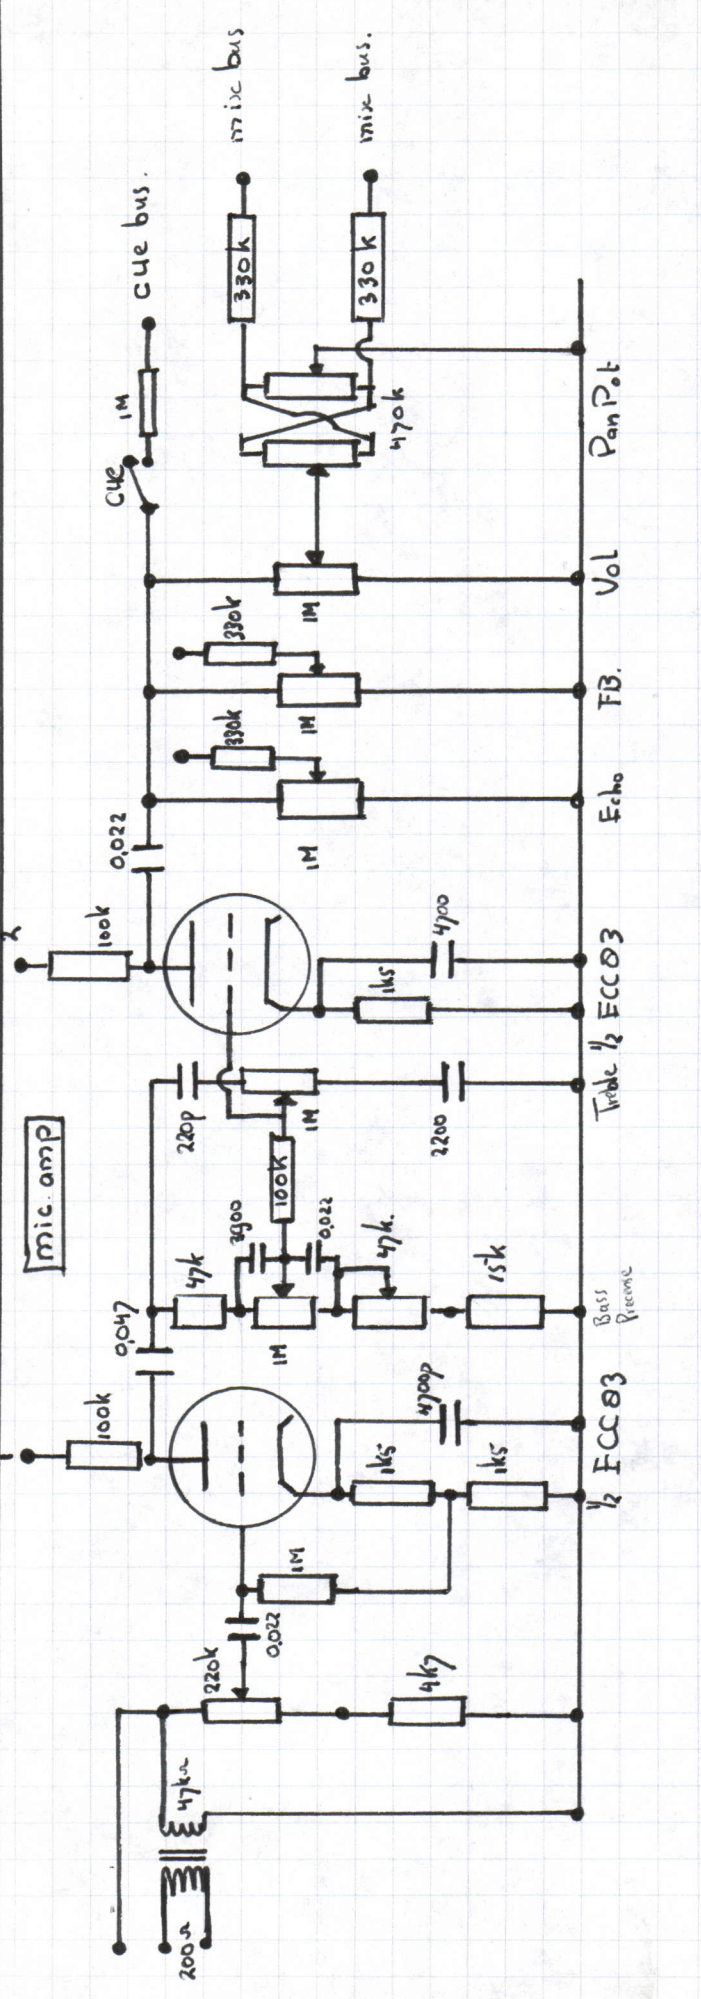 mic. amp
200Ω
47kΩ
220k
4k7
0.022
1M
100k
1k5
1k5
4700p
½ ECC83
0.047
47k
3900
1M
0.022
47k.
15k
Bass
100k
220p
1M
2200
Treble
2
100k
1k5
4700
½ ECC83
0.022
1M
330k
Echo
1M
330k
FB.
1M
Vol
cue
1M
cue bus.
470k
Pan Pot
330k
mix bus
330k
mix bus.